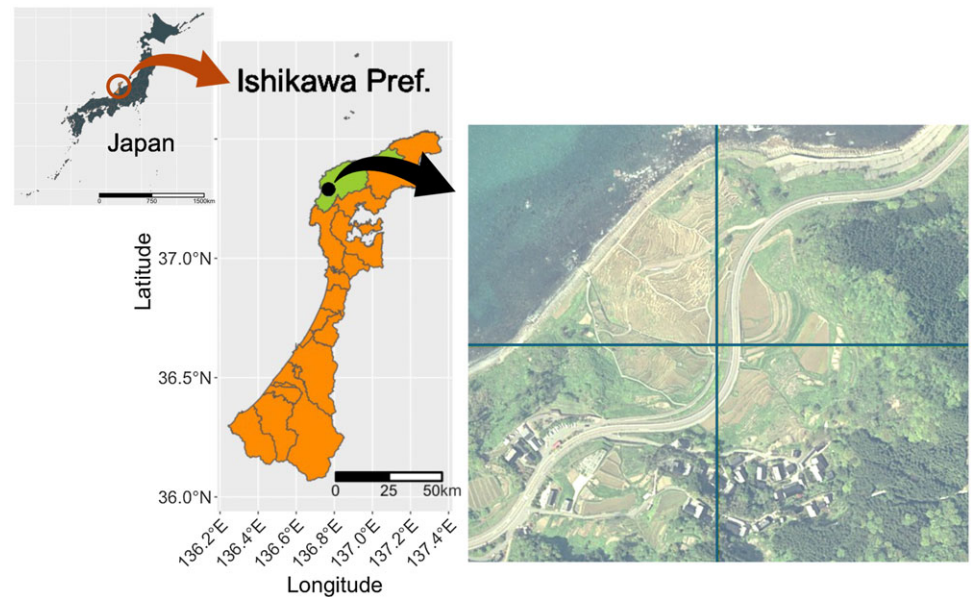 Ishikawa Pref.
Japan
0 750 1500km
Latitude
37.0°N
36.5°N
36.0°N
0 25 50km
136.2°E 136.4°E 136.6°E 136.8°E 137.0°E 137.2°E 137.4°E
Longitude